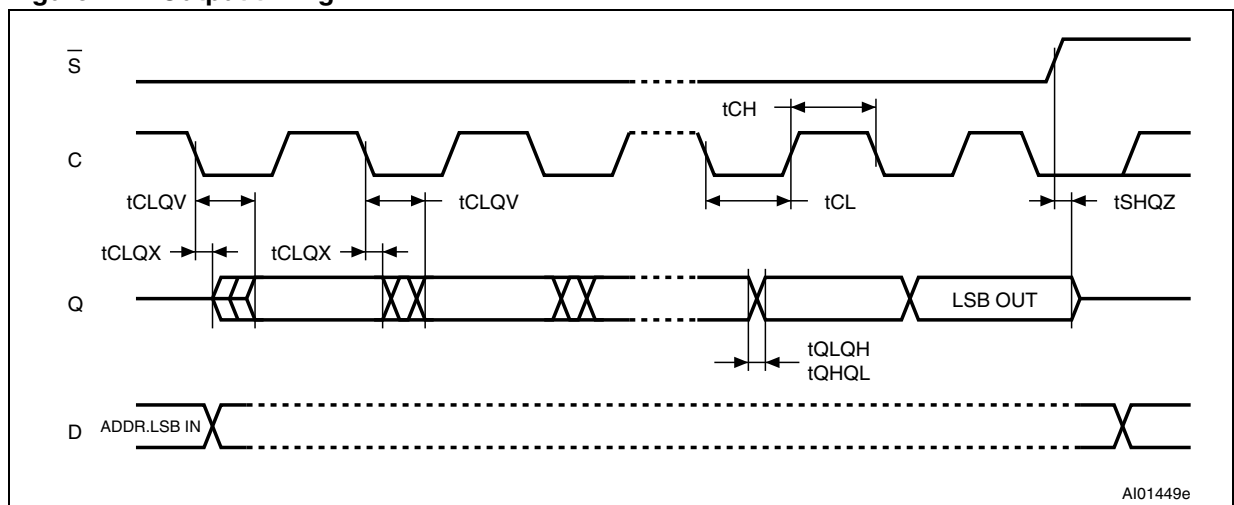 S
tCH
C
tCLQV
tCLQV
tCL
tSHQZ
tCLQX
tCLQX
Q
LSB OUT
tQLQH
tQHQL
D
ADDR.LSB IN
AI01449e